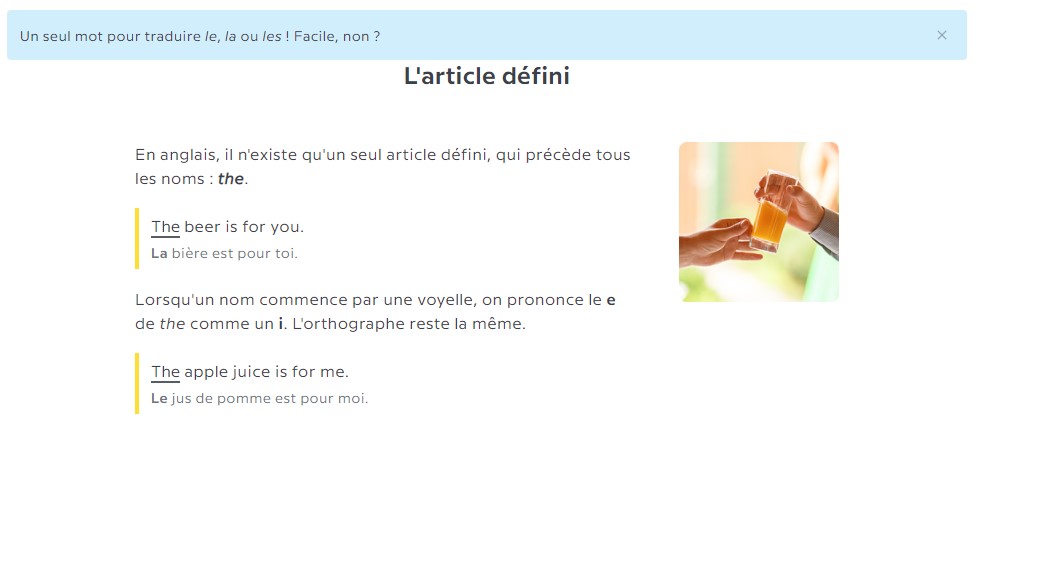 Un seul mot pour traduire le, la ou les ! Facile, non ?
L'article défini
En anglais, il n'existe qu'un seul article défini, qui précède tous
les noms : the.
The beer is for you.
La bière est pour toi.
Lorsqu'un nom commence par une voyelle, on prononce le e
de the comme un i. L'orthographe reste la même.
The apple juice is for me.
Le jus de pomme est pour moi.